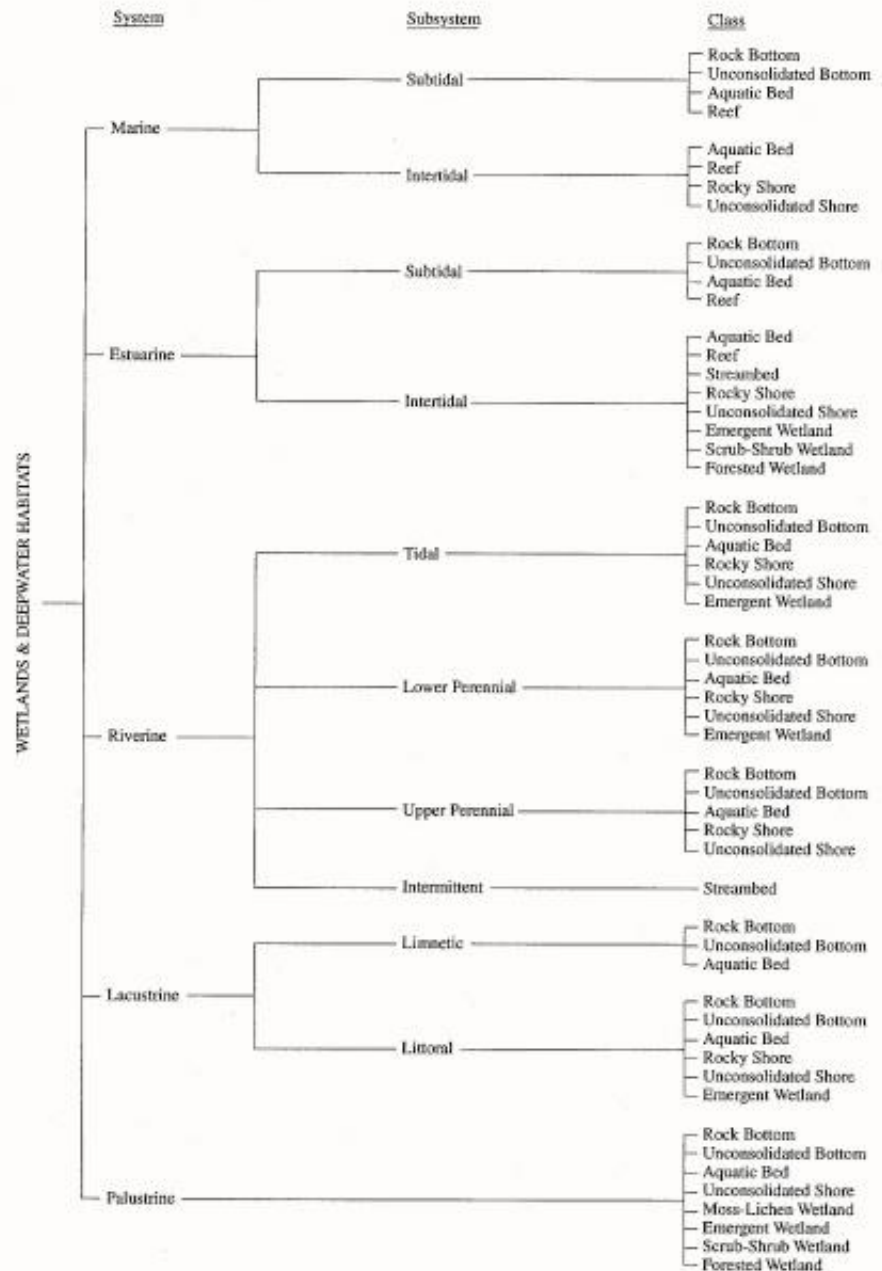 System Subsystem Class
WETLANDS & DEEPWATER HABITATS
Marine
Subtidal
Rock Bottom
Unconsolidated Bottom
Aquatic Bed
Reef
Intertidal
Aquatic Bed
Reef
Rocky Shore
Unconsolidated Shore
Estuarine
Subtidal
Rock Bottom
Unconsolidated Bottom
Aquatic Bed
Reef
Intertidal
Aquatic Bed
Reef
Streambed
Rocky Shore
Unconsolidated Shore
Emergent Wetland
Scrub-Shrub Wetland
Forested Wetland
Riverine
Tidal
Rock Bottom
Unconsolidated Bottom
Aquatic Bed
Rocky Shore
Unconsolidated Shore
Emergent Wetland
Lower Perennial
Rock Bottom
Unconsolidated Bottom
Aquatic Bed
Rocky Shore
Unconsolidated Shore
Emergent Wetland
Upper Perennial
Rock Bottom
Unconsolidated Bottom
Aquatic Bed
Rocky Shore
Unconsolidated Shore
Intermittent
Streambed
Lacustrine
Limnetic
Rock Bottom
Unconsolidated Bottom
Aquatic Bed
Littoral
Rock Bottom
Unconsolidated Bottom
Aquatic Bed
Rocky Shore
Unconsolidated Shore
Emergent Wetland
Palustrine
Rock Bottom
Unconsolidated Bottom
Aquatic Bed
Unconsolidated Shore
Moss-Lichen Wetland
Emergent Wetland
Scrub-Shrub Wetland
Forested Wetland